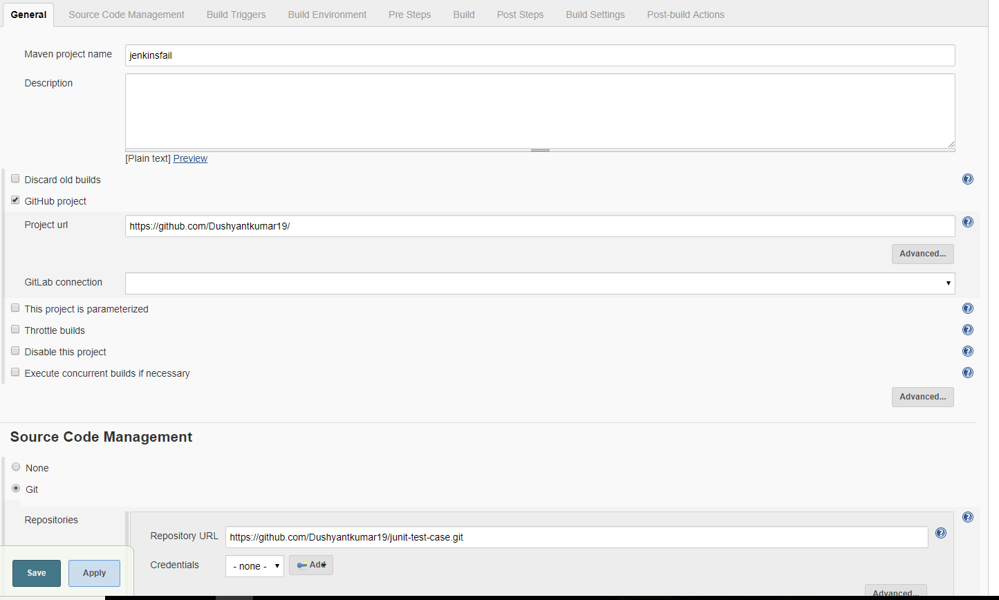 General Source Code Management Build Triggers Build Environment Pre Steps Build Post Steps Build Settings Post-build Actions
Maven project name jenkinsfail
Description
[Plain text] Preview
Discard old builds
GitHub project
Project url https://github.com/Dushyantkumar19/
Advanced...
GitLab connection
This project is parameterized
Throttle builds
Disable this project
Execute concurrent builds if necessary
Advanced...
Source Code Management
None
Git
Repositories
Repository URL https://github.com/Dushyantkumar19/junit-test-case.git
Credentials - none - Add
Save Apply
Advanced...